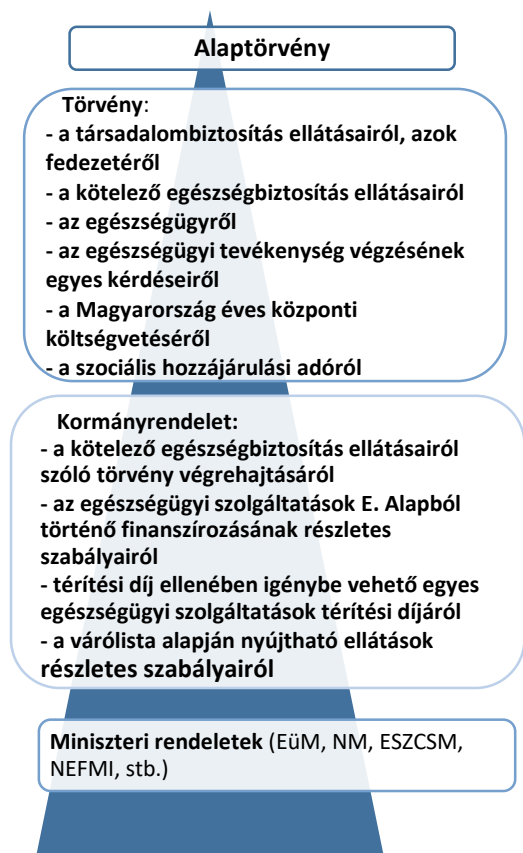 Alaptörvény
Törvény:
- a társadalombiztosítás ellátásairól, azok
fedezetéről
- a kötelező egészségbiztosítás ellátásairól
- az egészségügyről
- az egészségügyi tevékenység végzésének
egyes kérdéseiről
- a Magyarország éves központi
költségvetéséről
- a szociális hozzájárulási adóról
Kormányrendelet:
- a kötelező egészségbiztosítás ellátásairól
szóló törvény végrehajtásáról
- az egészségügyi szolgáltatások E. Alapból
történő finanszírozásának részletes
szabályairól
- térítési díj ellenében igénybe vehető egyes
egészségügyi szolgáltatások térítési díjáról
- a várólista alapján nyújtható ellátások
részletes szabályairól
Miniszteri rendeletek (EüM, NM, ESZCSM,
NEFMI, stb.)